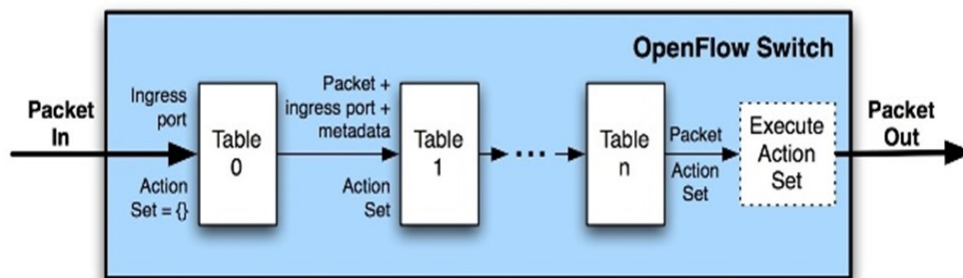 OpenFlow Switch
Packet
In
Ingress
port
Action
Set = {}
Table
0
Packet +
ingress port +
metadata
Action
Set
Table
1
...
Table
n
Packet
Action
Set
Execute
Action
Set
Packet
Out